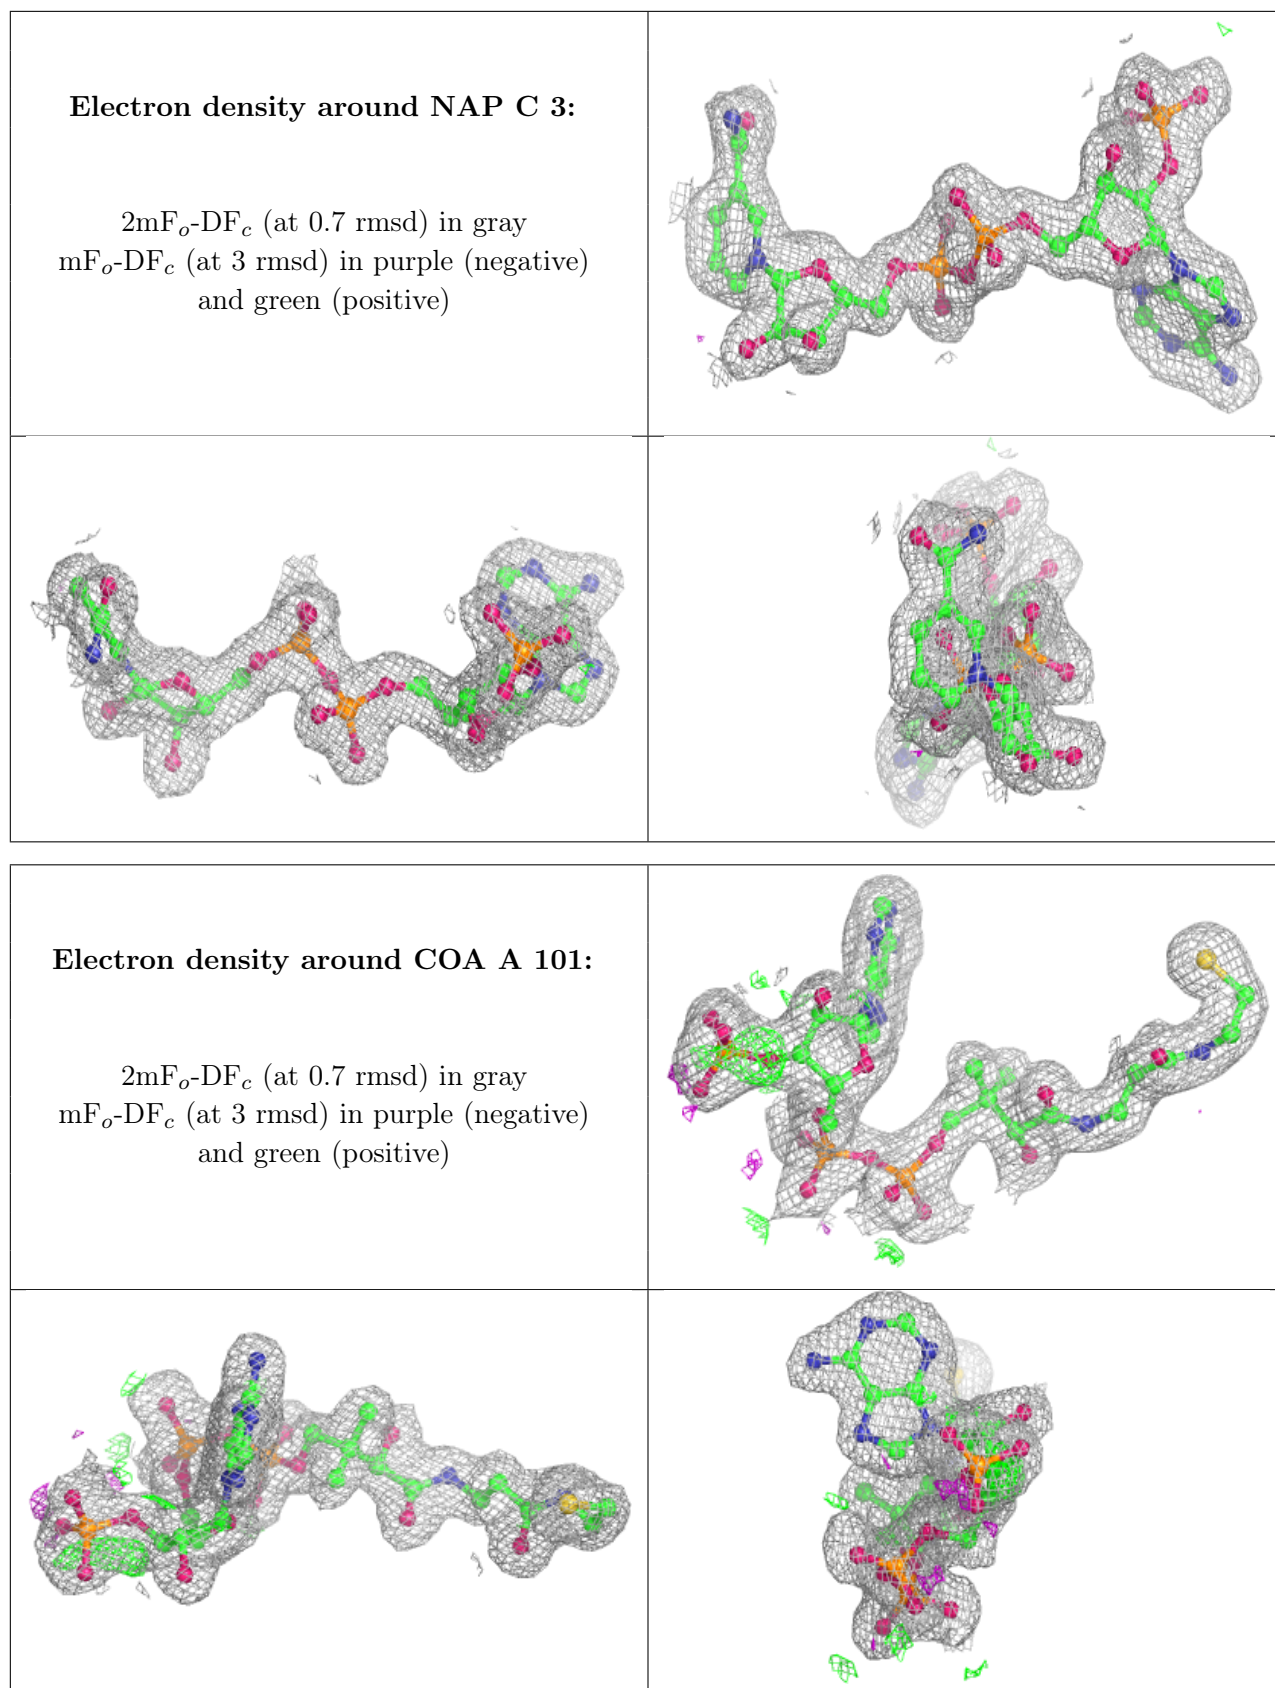 Electron density around NAP C 3:
2mFo-DFc (at 0.7 rmsd) in gray
mFo-DFc (at 3 rmsd) in purple (negative)
and green (positive)
Electron density around COA A 101:
2mFo-DFc (at 0.7 rmsd) in gray
mFo-DFc (at 3 rmsd) in purple (negative)
and green (positive)